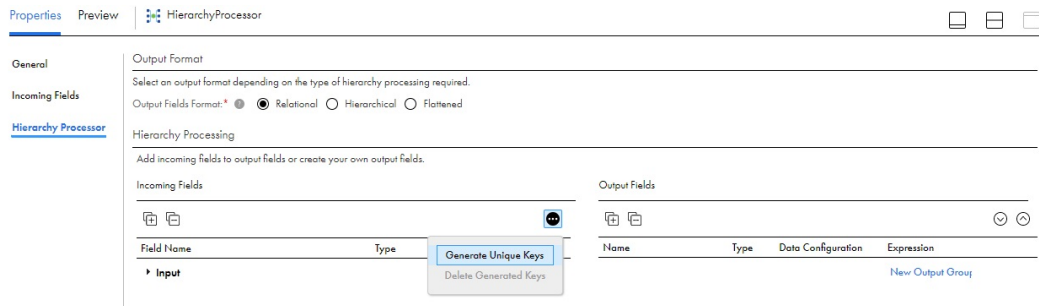 Properties Preview HierarchyProcessor
General
Incoming Fields
Hierarchy Processor
Output Format
Select an output format depending on the type of hierarchy processing required.
Output Fields Format:* ? Relational Hierarchical Flattened
Hierarchy Processing
Add incoming fields to output fields or create your own output fields.
Incoming Fields
Field Name Type
Input
Generate Unique Keys
Delete Generated Keys
Output Fields
Name Type Data Configuration Expression
New Output Group